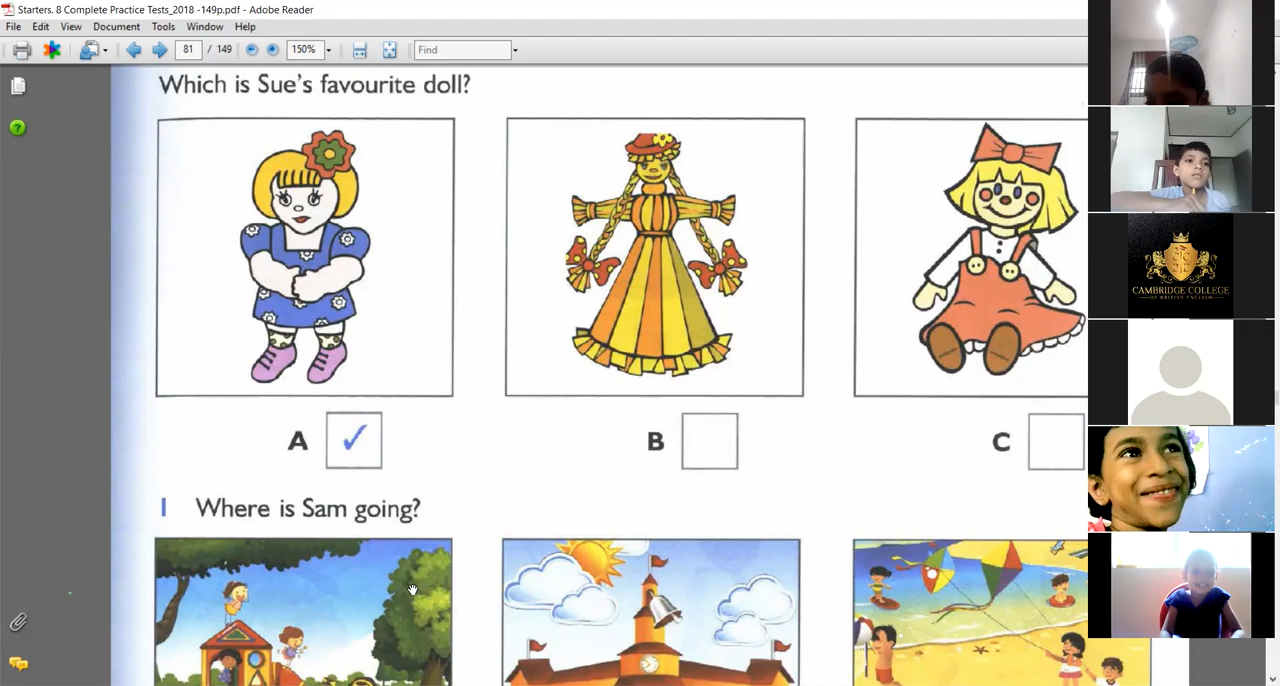 Starters. 8 Complete Practice Tests_2018 -149p.pdf - Adobe Reader
File Edit View Document Tools Window Help
81 / 149 150% Find
Which is Sue's favourite doll?
A ✓ B C
1 Where is Sam going?
CAMBRIDGE COLLEGE
OF BRITISH ENGLISH